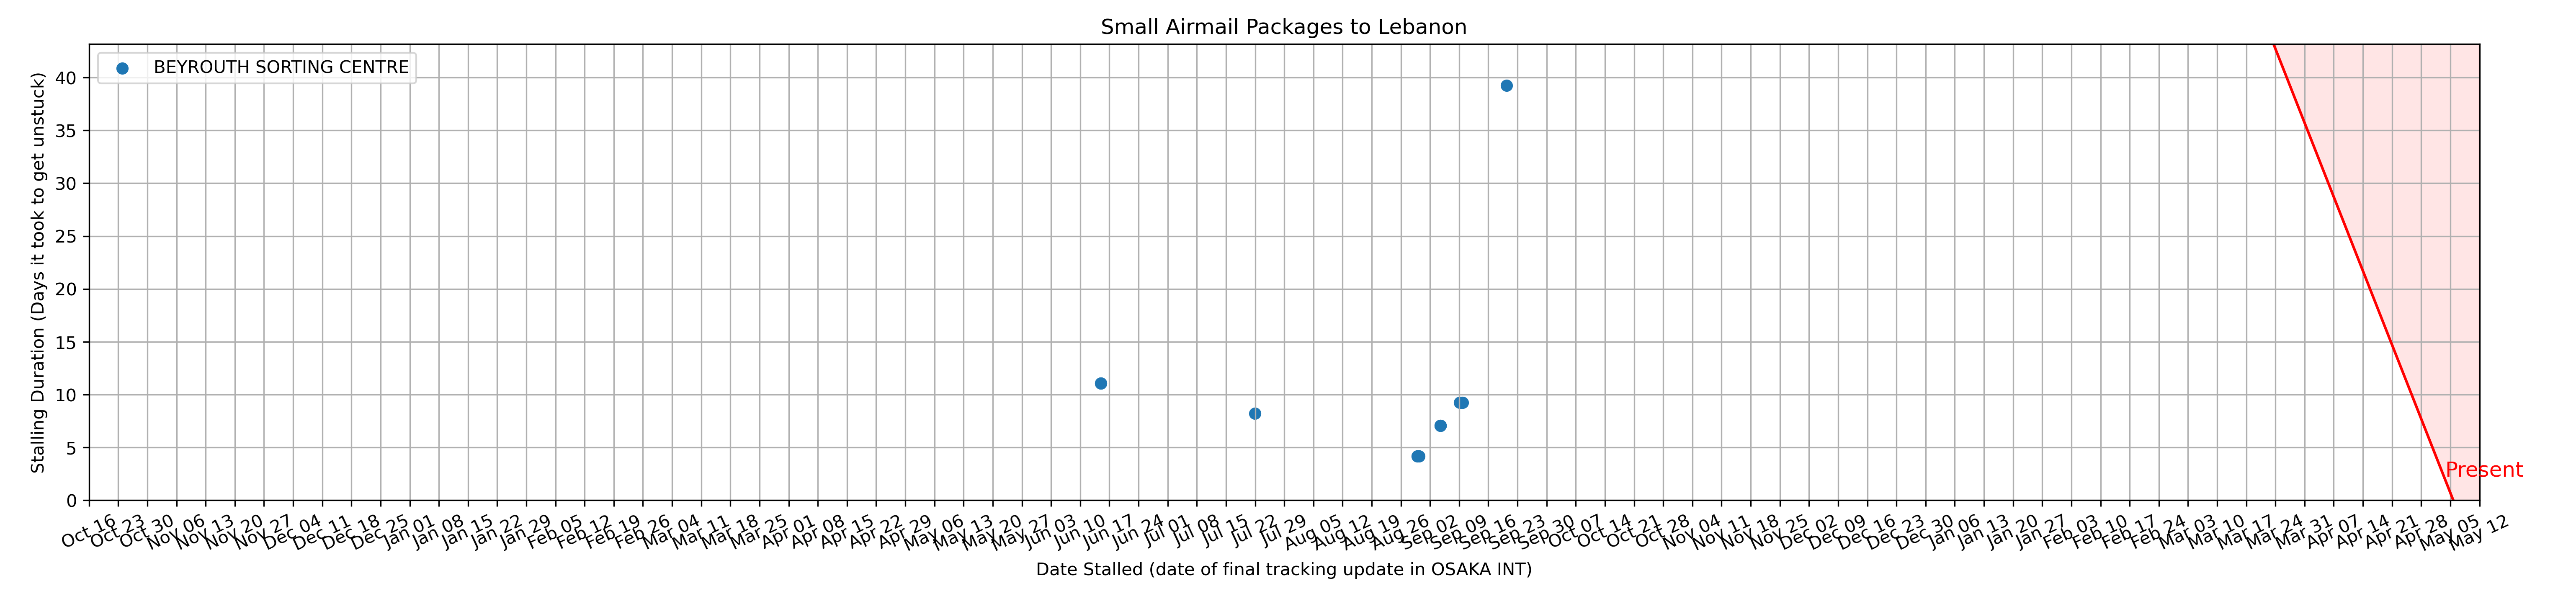 Small Airmail Packages to Lebanon
BEYROUTH SORTING CENTRE
Stalling Duration (Days it took to get unstuck)
40
35
30
25
20
15
10
5
0
Present
Oct 16
Oct 23
Oct 30
Nov 06
Nov 13
Nov 20
Nov 27
Dec 04
Dec 11
Dec 18
Dec 25
Jan 01
Jan 08
Jan 15
Jan 22
Jan 29
Feb 05
Feb 12
Feb 19
Feb 26
Mar 04
Mar 11
Mar 18
Mar 25
Apr 01
Apr 08
Apr 15
Apr 22
Apr 29
May 06
May 13
May 20
May 27
Jun 03
Jun 10
Jun 17
Jun 24
Jul 01
Jul 08
Jul 15
Jul 22
Jul 29
Aug 05
Aug 12
Aug 19
Aug 26
Sep 02
Sep 09
Sep 16
Sep 23
Sep 30
Oct 07
Oct 14
Oct 21
Oct 28
Nov 04
Nov 11
Nov 18
Nov 25
Dec 02
Dec 09
Dec 16
Dec 23
Dec 30
Jan 06
Jan 13
Jan 20
Jan 27
Feb 03
Feb 10
Feb 17
Feb 24
Mar 03
Mar 10
Mar 17
Mar 24
Mar 31
Apr 07
Apr 14
Apr 21
Apr 28
May 05
May 12
Date Stalled (date of final tracking update in OSAKA INT)